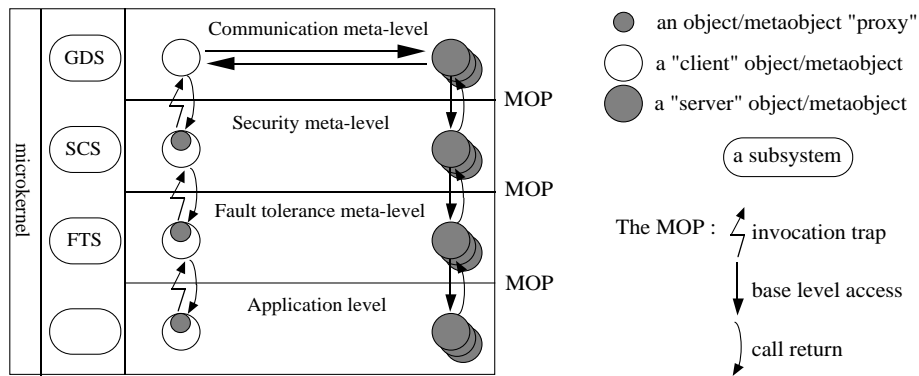 Communication meta-level
GDS
MOP
Security meta-level
SCS
MOP
Fault tolerance meta-level
FTS
MOP
Application level
microkernel
an object/metaobject "proxy"
a "client" object/metaobject
a "server" object/metaobject
a subsystem
The MOP :
invocation trap
base level access
call return